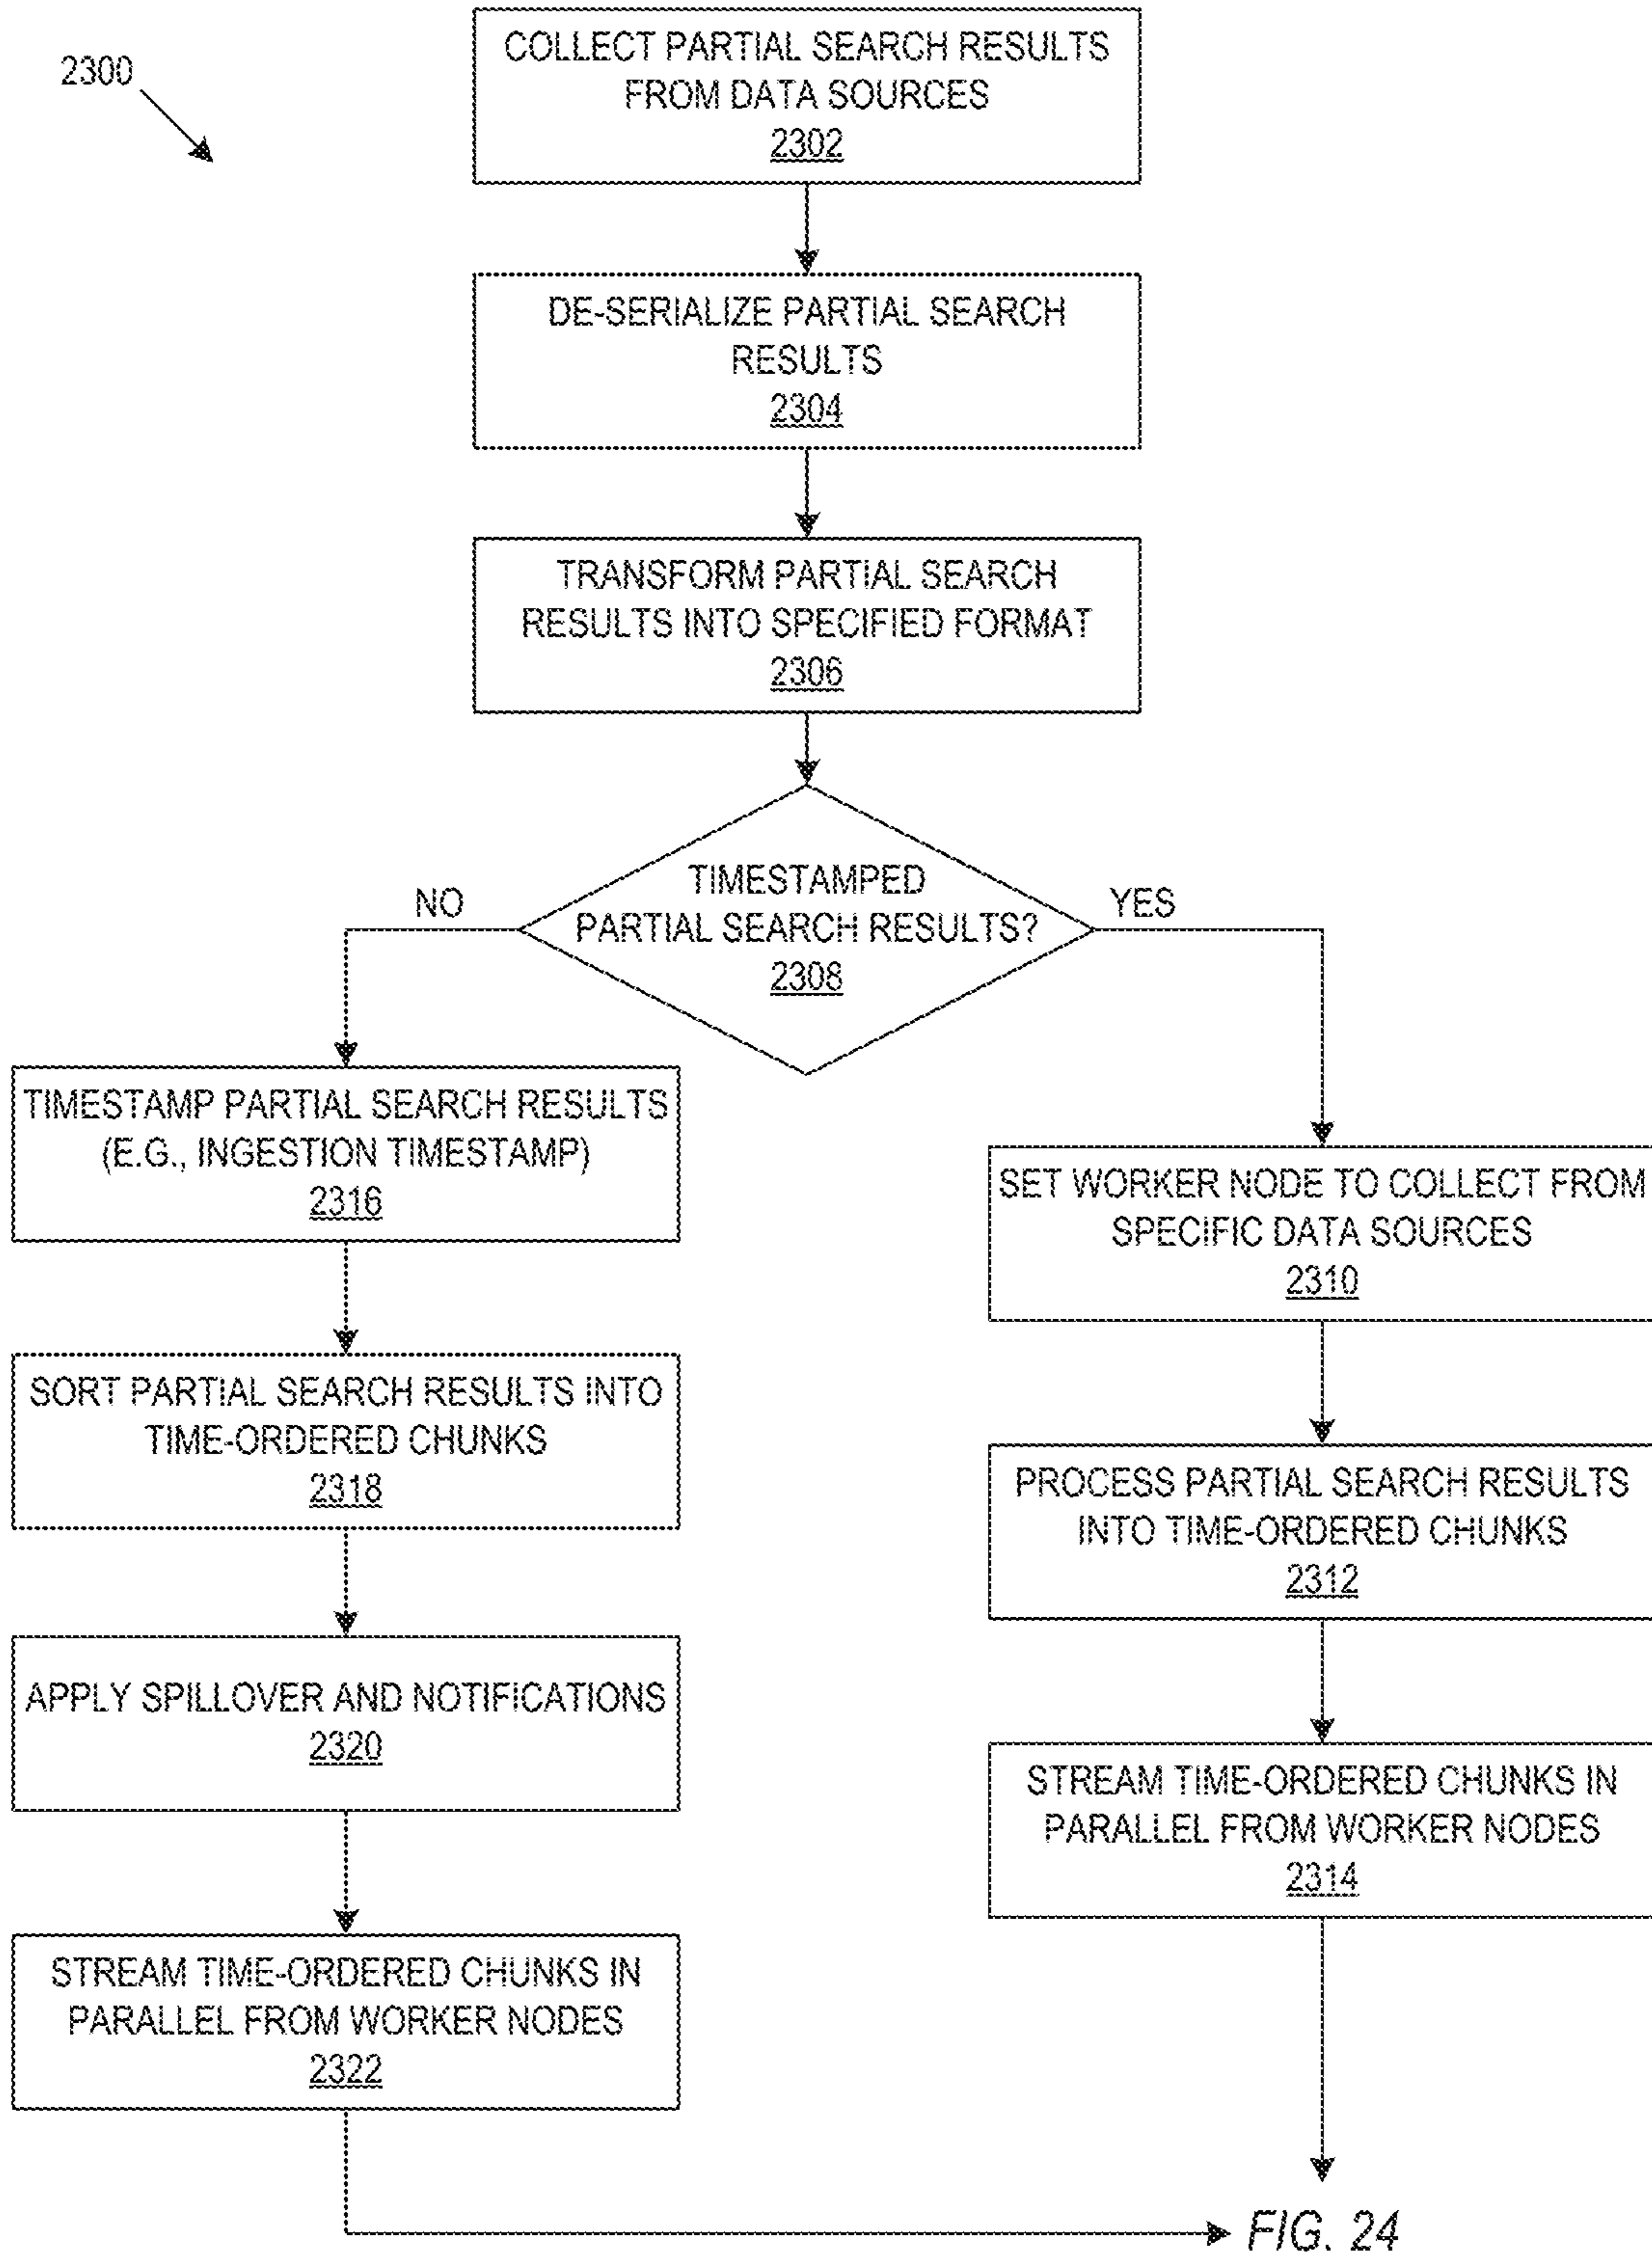 2300
COLLECT PARTIAL SEARCH RESULTS
FROM DATA SOURCES
2302
DE-SERIALIZE PARTIAL SEARCH
RESULTS
2304
TRANSFORM PARTIAL SEARCH
RESULTS INTO SPECIFIED FORMAT
2306
TIMESTAMPED
PARTIAL SEARCH RESULTS?
2308
NO
YES
TIMESTAMP PARTIAL SEARCH RESULTS
(E.G., INGESTION TIMESTAMP)
2316
SORT PARTIAL SEARCH RESULTS INTO
TIME-ORDERED CHUNKS
2318
APPLY SPILLOVER AND NOTIFICATIONS
2320
STREAM TIME-ORDERED CHUNKS IN
PARALLEL FROM WORKER NODES
2322
SET WORKER NODE TO COLLECT FROM
SPECIFIC DATA SOURCES
2310
PROCESS PARTIAL SEARCH RESULTS
INTO TIME-ORDERED CHUNKS
2312
STREAM TIME-ORDERED CHUNKS IN
PARALLEL FROM WORKER NODES
2314
FIG. 24